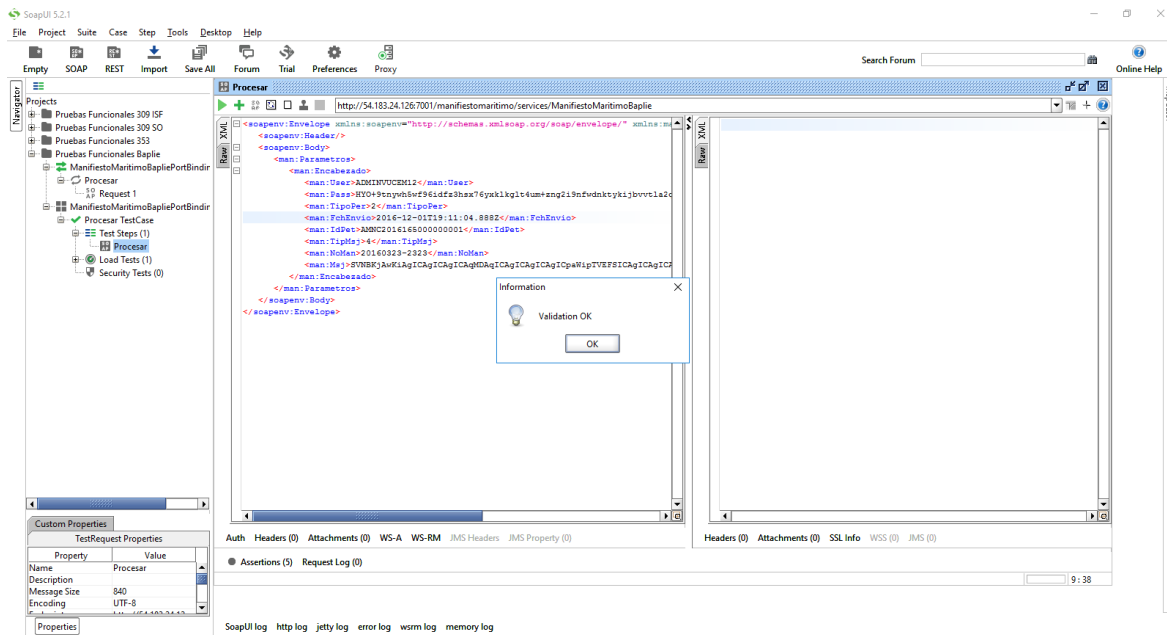 SoapUI 5.2.1
File Project Suite Case Step Tools Desktop Help
Empty SOAP REST Import Save All Forum Trial Preferences Proxy Search Forum Online Help
Navigator
Projects
Pruebas Funcionales 309 ISF
Pruebas Funcionales 309 SO
Pruebas Funcionales 353
Pruebas Funcionales Baplie
ManifiestoMaritimoBapliePortBindir
Procesar
Request 1
ManifiestoMaritimoBapliePortBindir
Procesar TestCase
Test Steps (1)
Procesar
Load Tests (1)
Security Tests (0)
Procesar
http://54.183.24.126:7001/manifiestomaritimo/services/ManifiestoMaritimoBaplie
XML
Raw
<soapenv:Envelope xmlns:soapenv="http://schemas.xmlsoap.org/soap/envelope/" xmlns:ma
<soapenv:Header/>
<soapenv:Body>
<man:Parametros>
<man:Encabezado>
<man:User>ADMINVUCEM12</man:User>
<man:Pass>HYO+9tnywh5wf96idfz3hsx76yxklkglt4um+zng2i9nfwdnktykijbvvtla2c
<man:TipoPer>2</man:TipoPer>
<man:FchEnvio>2016-12-01T19:11:04.888Z</man:FchEnvio>
<man:IdPet>AMNC2016165000000001</man:IdPet>
<man:TipMsj>4</man:TipMsj>
<man:NoMan>20160323-2323</man:NoMan>
<man:Msj>SVNBKjAwKiAgICAgICAgICAqMDAqICAgICAgICAgICpaWipTVEFSICAgICAgICA
</man:Encabezado>
</man:Parametros>
</soapenv:Body>
</soapenv:Envelope>
XML
Raw
Information
Validation OK
OK
Custom Properties
TestRequest Properties
Property Value
Name Procesar
Description
Message Size 840
Encoding UTF-8
Properties
Auth Headers (0) Attachments (0) WS-A WS-RM JMS Headers JMS Property (0)
Headers (0) Attachments (0) SSL Info WSS (0) JMS (0)
Assertions (5) Request Log (0)
9 : 38
SoapUI log http log jetty log error log wsrm log memory log